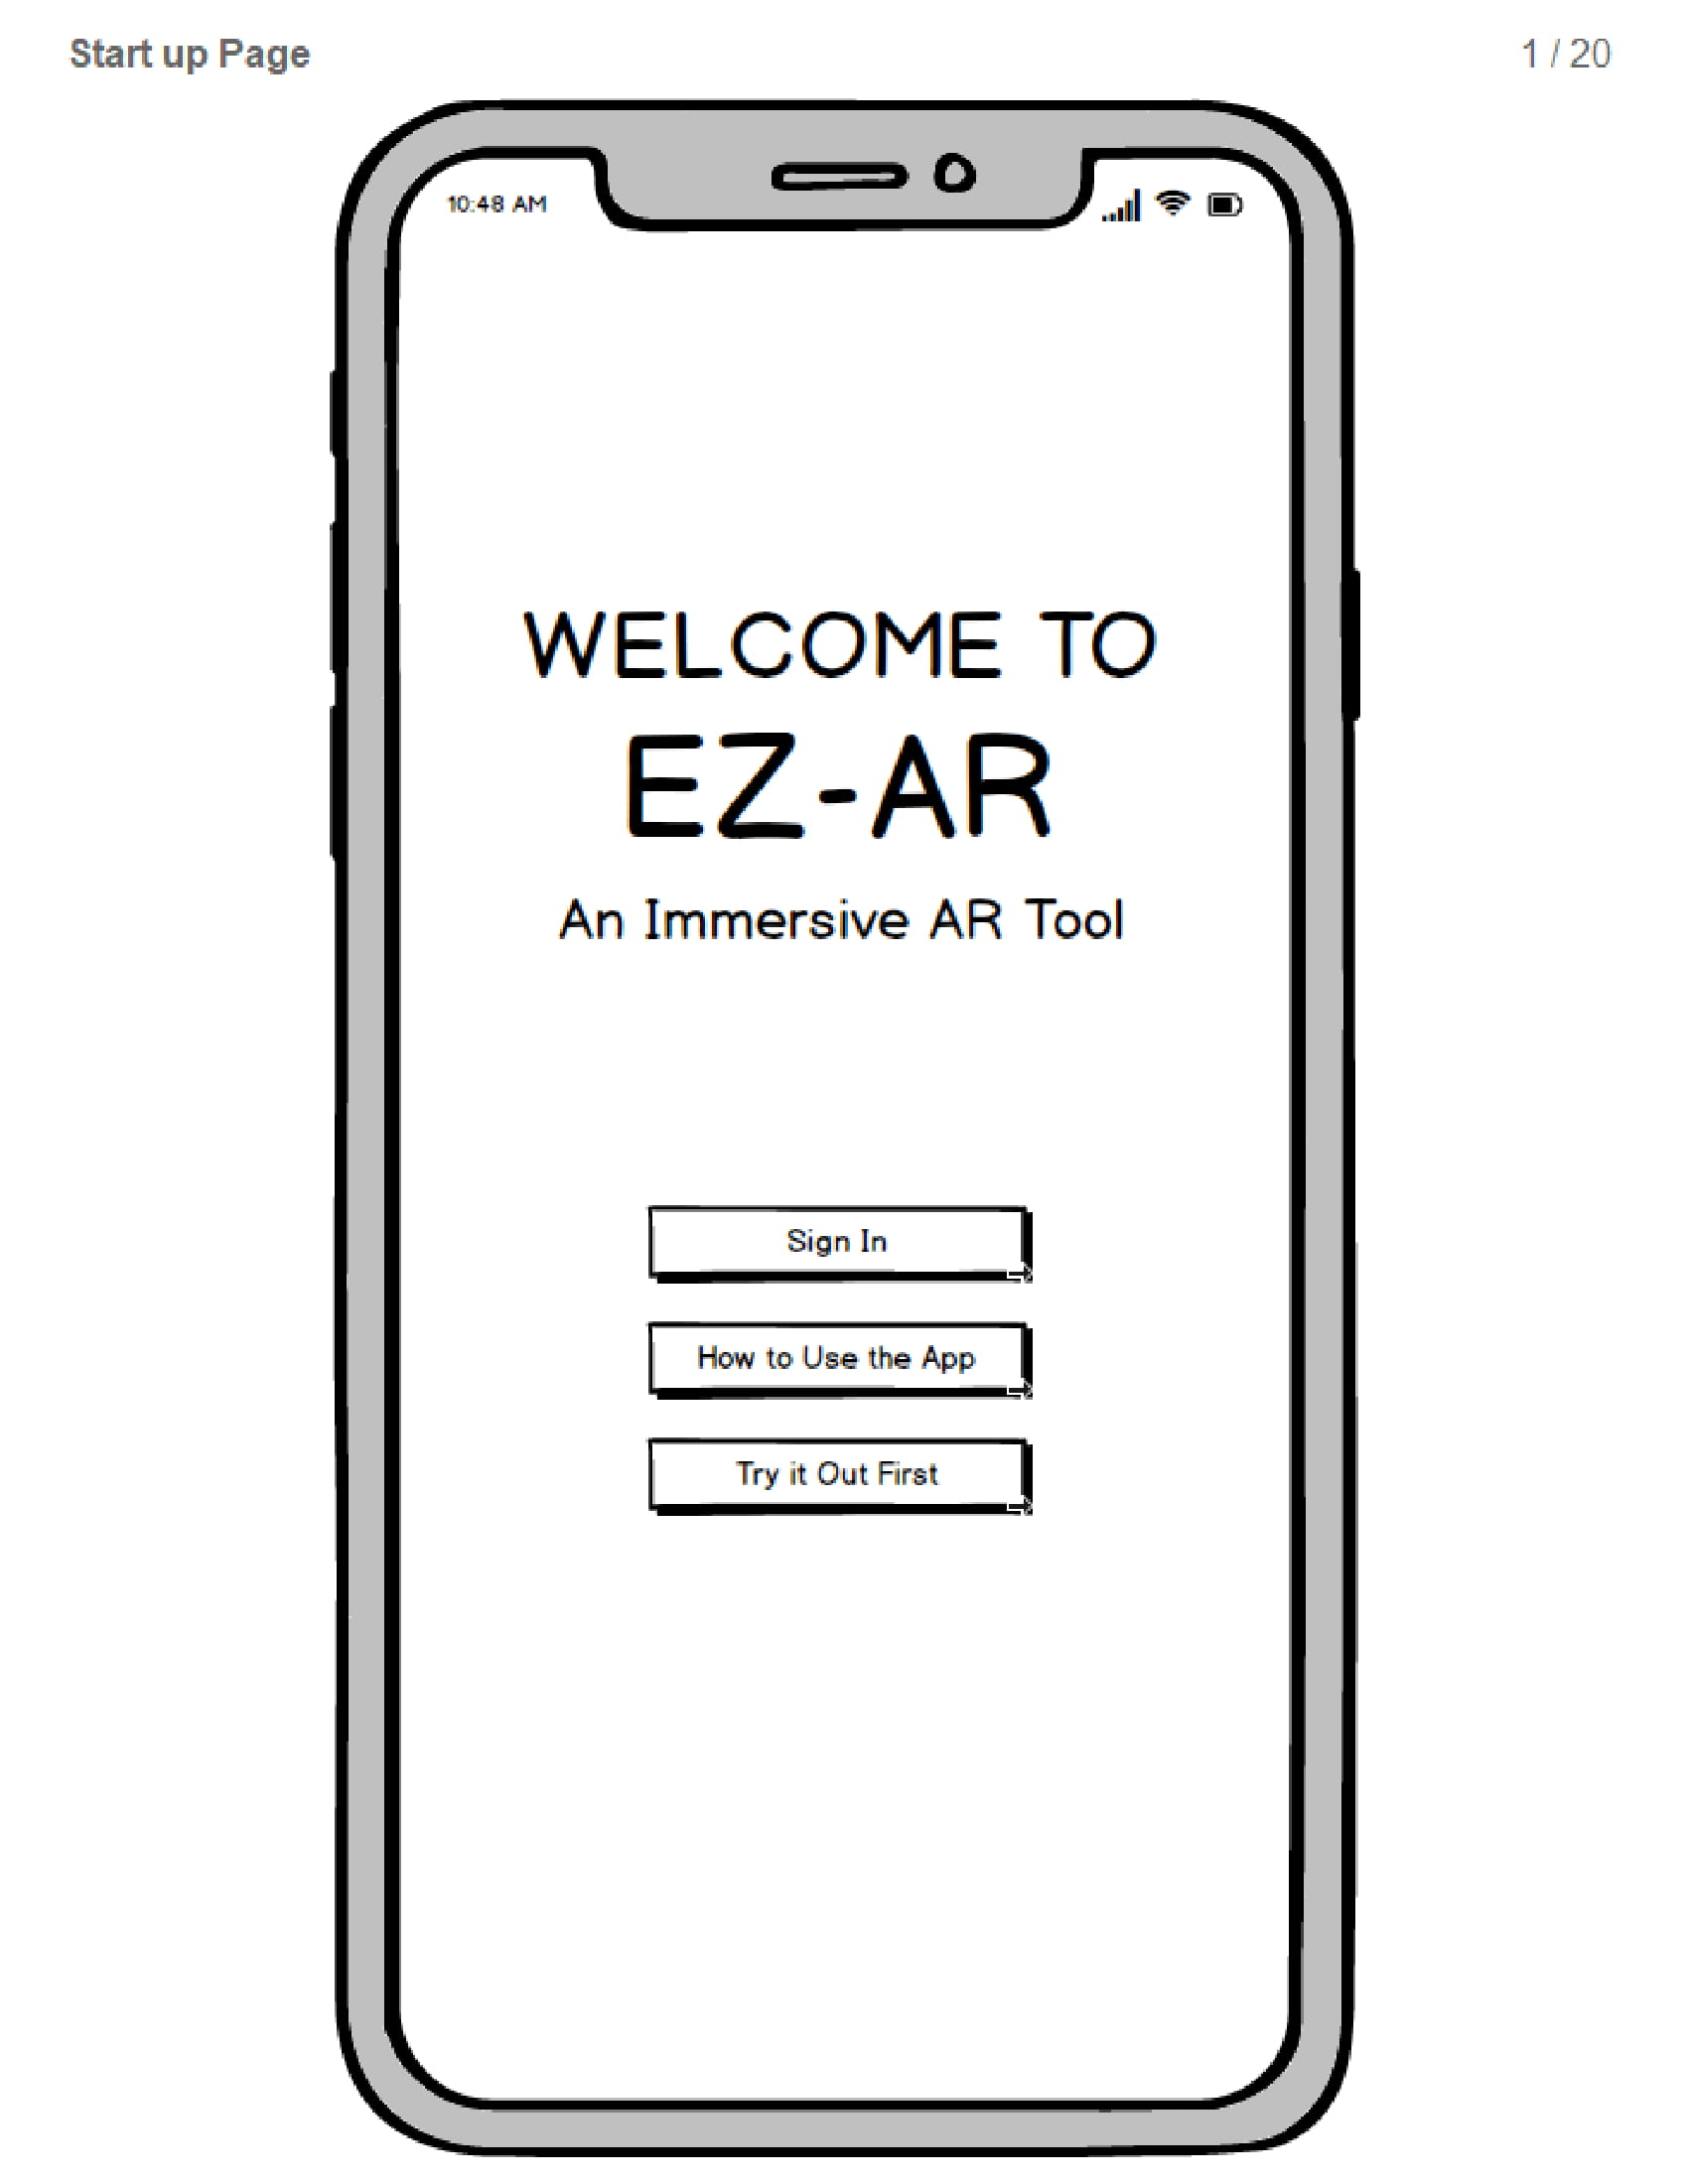 Start up Page
1 / 20
10:48 AM
WELCOME TO
EZ-AR
An Immersive AR Tool
Sign In
How to Use the App
Try it Out First